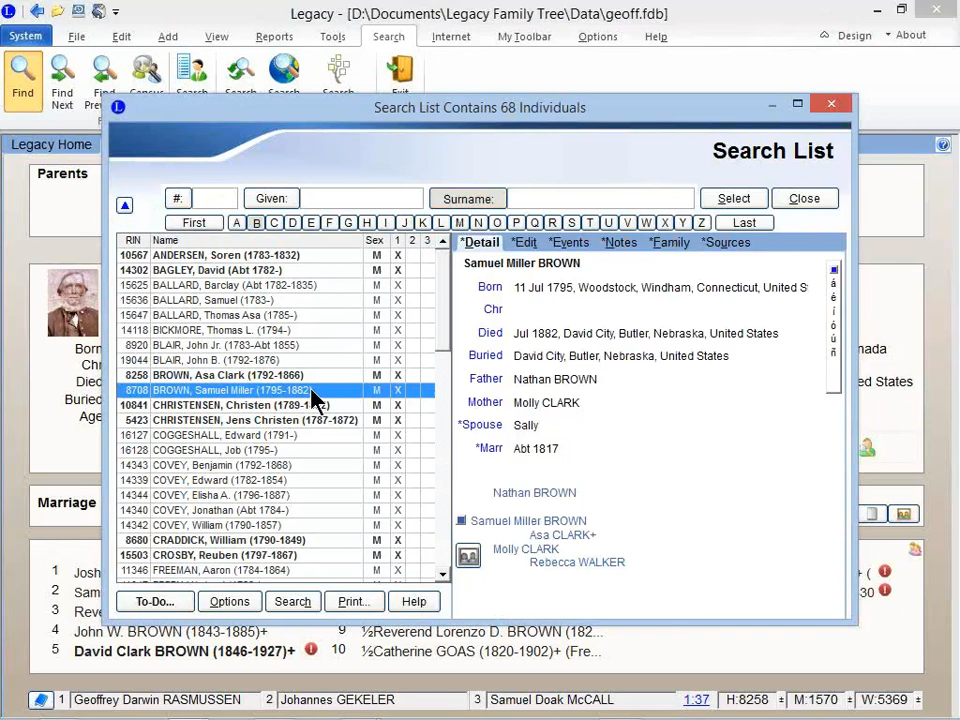 Legacy - [D:\Documents\Legacy Family Tree\Data\geoff.fdb]
System File Edit Add View Reports Tools Search Internet My Toolbar Options Help Design About
Find Find Next Find
Legacy Home
Parents
Search List Contains 68 Individuals
Search List
#: Given: Surname: Select Close
First A B C D E F G H I J K L M N O P Q R S T U V W X Y Z Last
RIN Name Sex 1 2 3
10567 ANDERSEN, Soren (1783-1832) M X
14302 BAGLEY, David (Abt 1782-) M X
15625 BALLARD, Barclay (Abt 1782-1835) M X
15636 BALLARD, Samuel (1783-) M X
15647 BALLARD, Thomas Asa (1785-) M X
14118 BICKMORE, Thomas L. (1794-) M X
8920 BLAIR, John Jr. (1783-Abt 1855) M X
19044 BLAIR, John B. (1792-1876) M X
8258 BROWN, Asa Clark (1792-1866) M X
8708 BROWN, Samuel Miller (1795-1882) M X
10841 CHRISTENSEN, Christen (1789- M X
5423 CHRISTENSEN, Jens Christen (1787-1872) M X
16127 COGGESHALL, Edward (1791-) M X
16128 COGGESHALL, Job (1795-) M X
14343 COVEY, Benjamin (1792-1868) M X
14339 COVEY, Edward (1782-1854) M X
14344 COVEY, Elisha A. (1796-1887) M X
14340 COVEY, Jonathan (Abt 1784-) M X
14342 COVEY, William (1790-1857) M X
8680 CRADDICK, William (1790-1849) M X
15503 CROSBY, Reuben (1797-1867) M X
11346 FREEMAN, Aaron (1784-1864) M X
*Detail *Edit *Events *Notes *Family *Sources
Samuel Miller BROWN
Born 11 Jul 1795, Woodstock, Windham, Connecticut, United S
Chr
Died Jul 1882, David City, Butler, Nebraska, United States
Buried David City, Butler, Nebraska, United States
Father Nathan BROWN
Mother Molly CLARK
*Spouse Sally
*Marr Abt 1817
á
é
í
ó
ú
ñ
Nathan BROWN
Samuel Miller BROWN
Asa CLARK+
Molly CLARK
Rebecca WALKER
To-Do... Options Search Print... Help
Born
Died
Buried
Age
Marriage
1 Josh
2 Sam
3 Reve
4 John W. BROWN (1843-1885)+ 9 ½Reverend Lorenzo D. BROWN (182...
5 David Clark BROWN (1846-1927)+ 10 ½Catherine GOAS (1820-1902)+ (Fre...
1 Geoffrey Darwin RASMUSSEN 2 Johannes GEKELER 3 Samuel Doak McCALL 1:37 H:8258 M:1570 W:5369